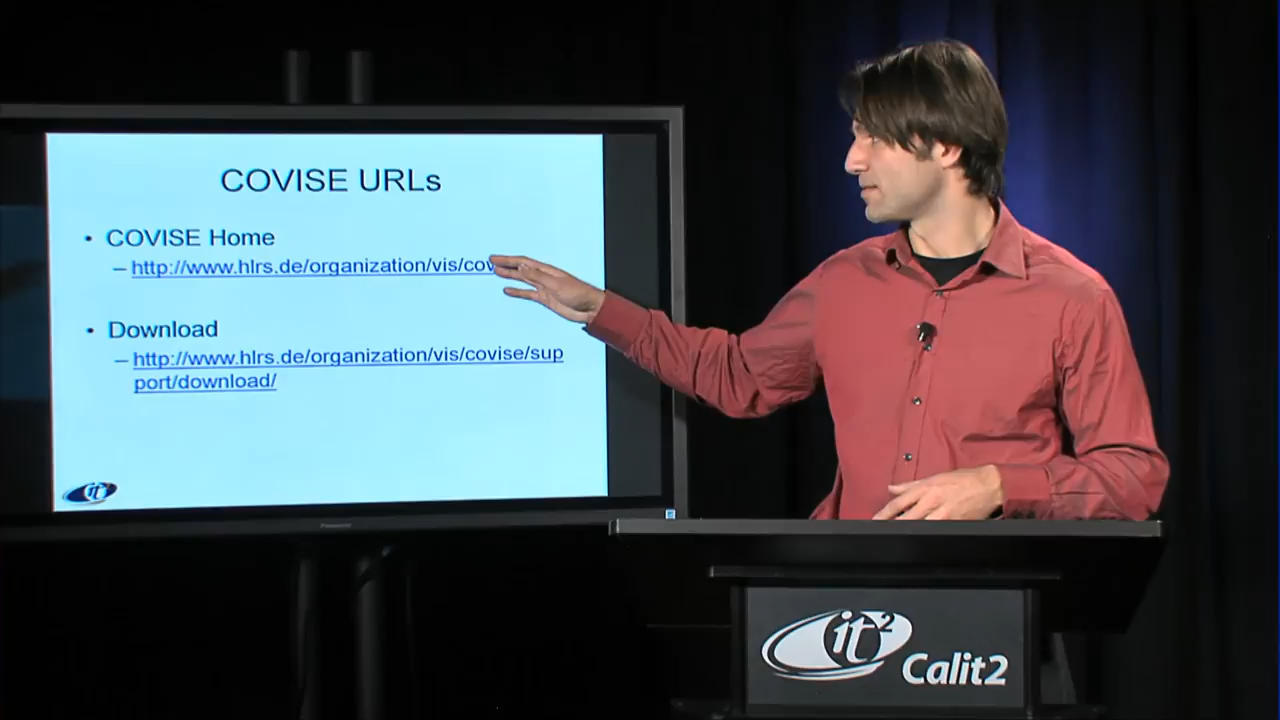 COVISE URLs
• COVISE Home
– http://www.hlrs.de/organization/vis/cov
• Download
– http://www.hlrs.de/organization/vis/covise/sup
port/download/
it2
Panasonic
it2
Calit2